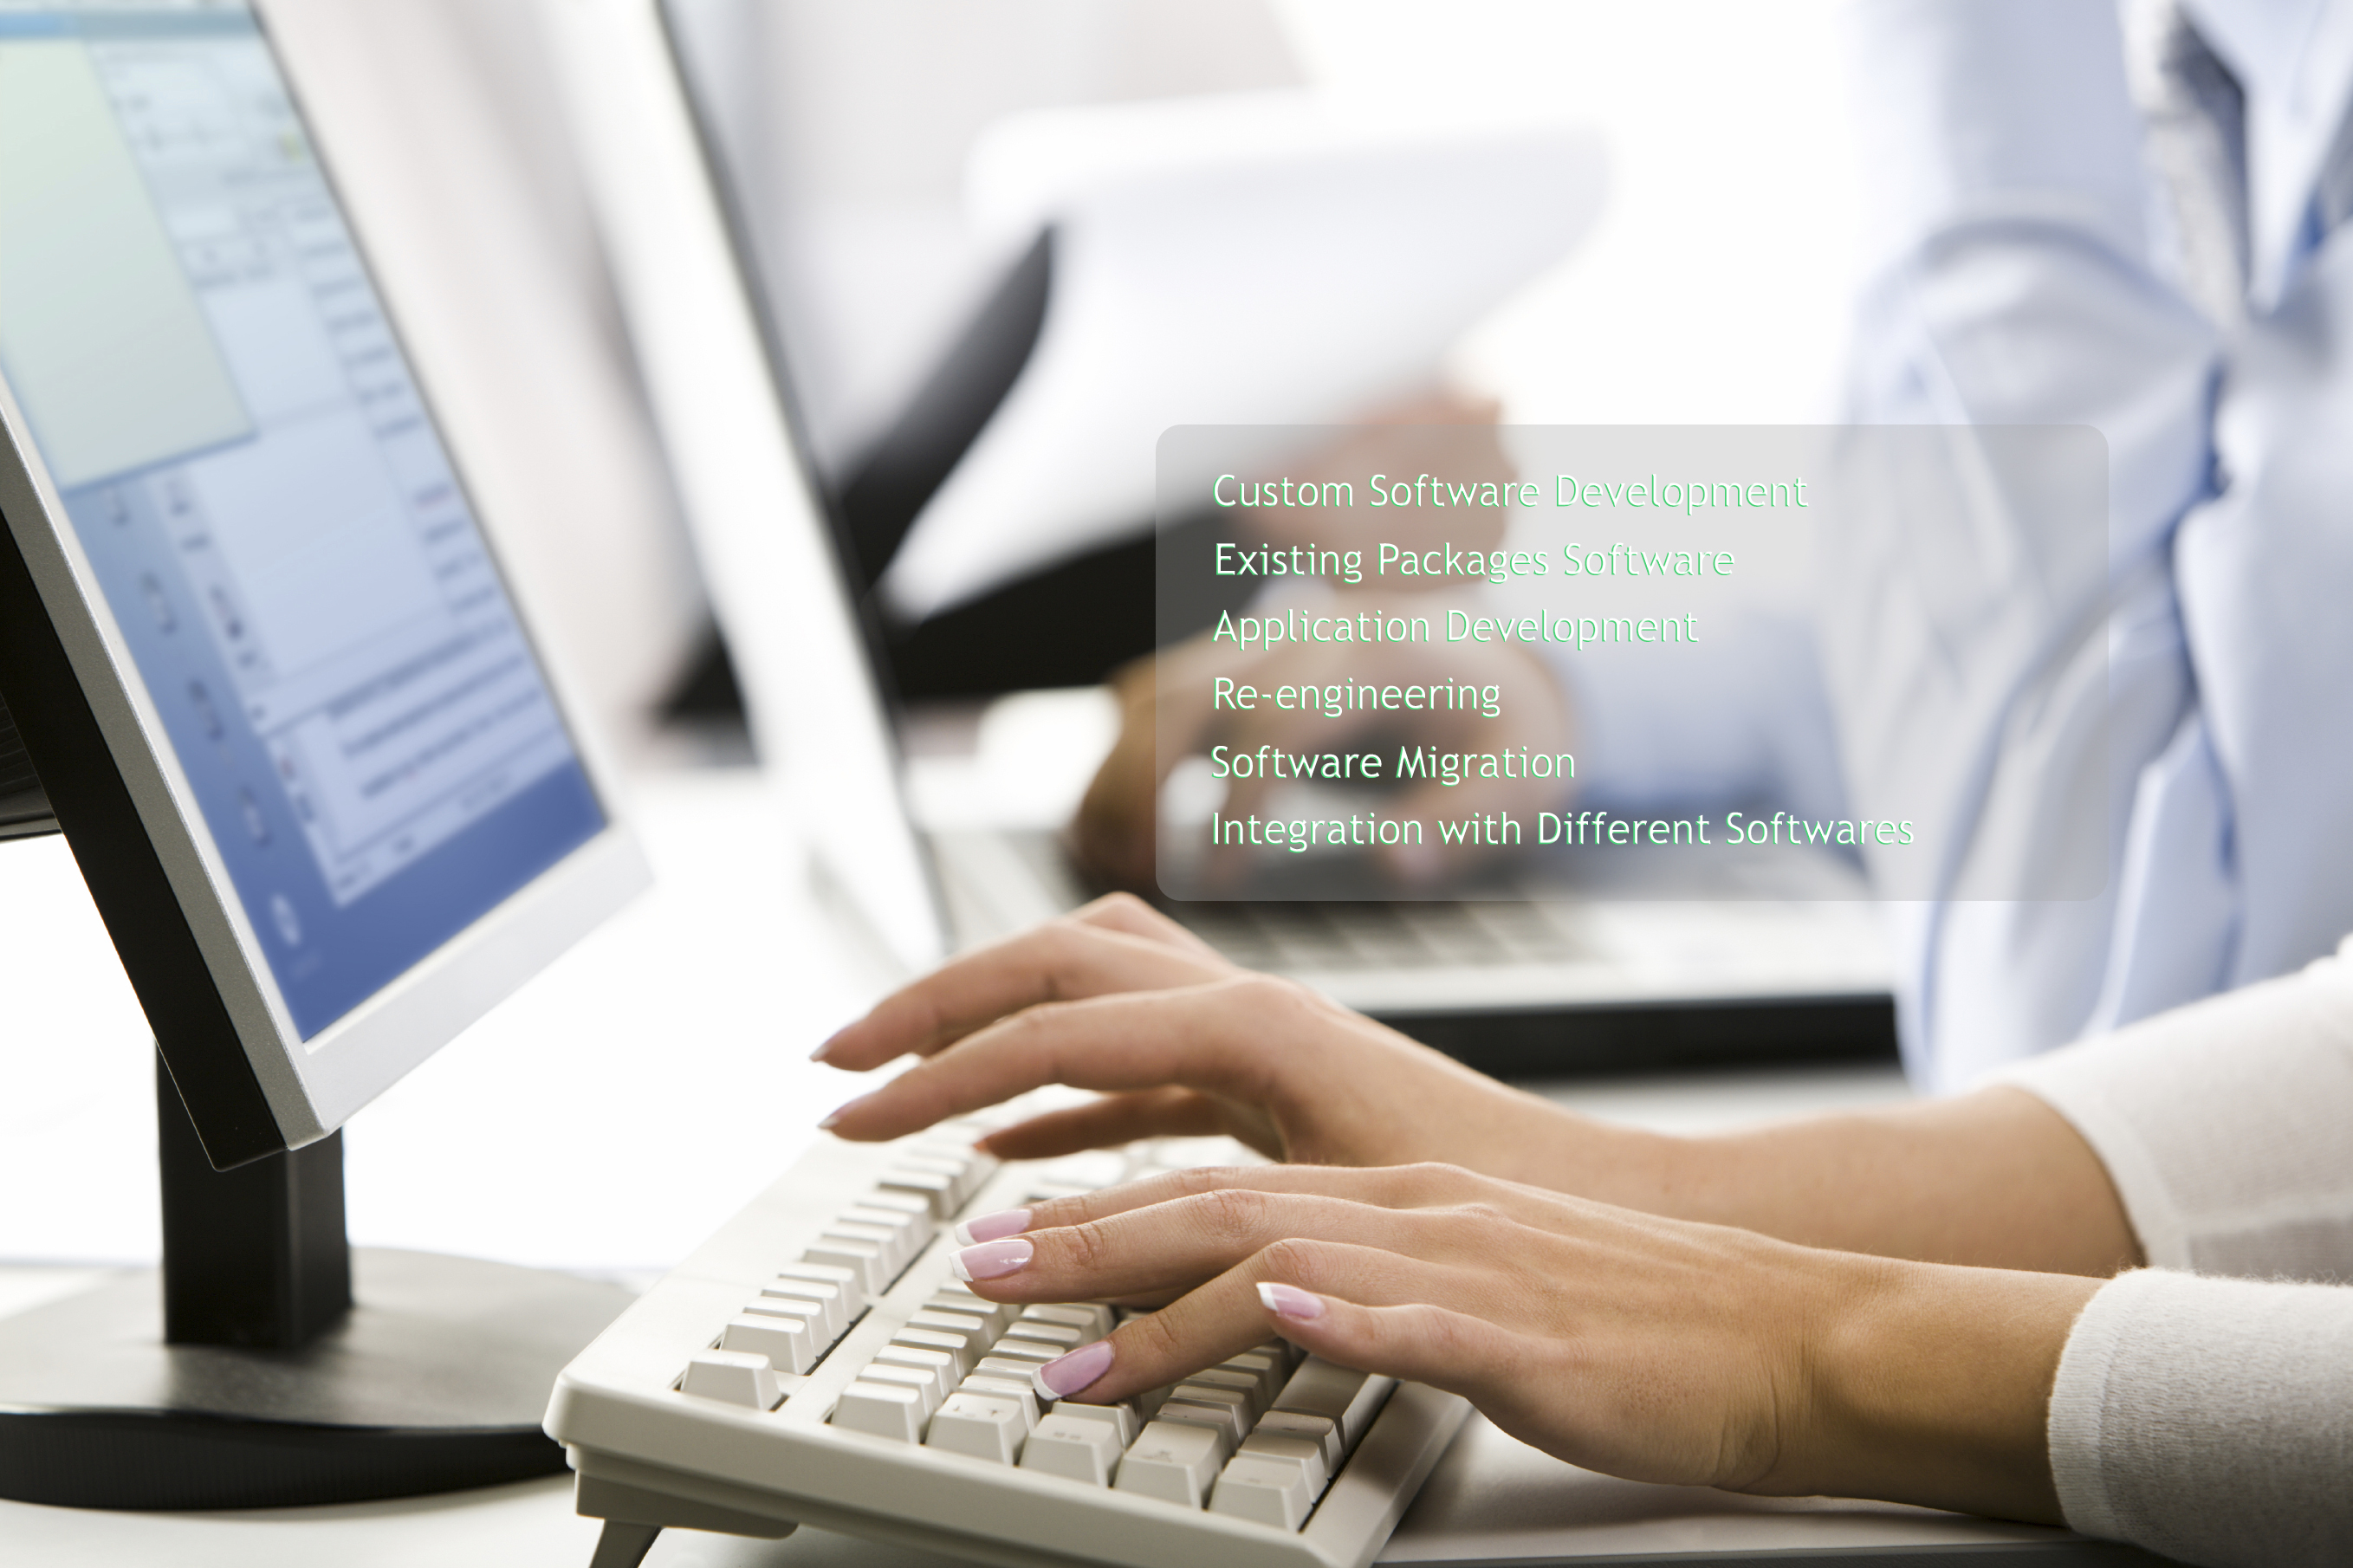 Custom Software Development
Existing Packages Software
Application Development
Re-engineering
Software Migration
Integration with Different Softwares